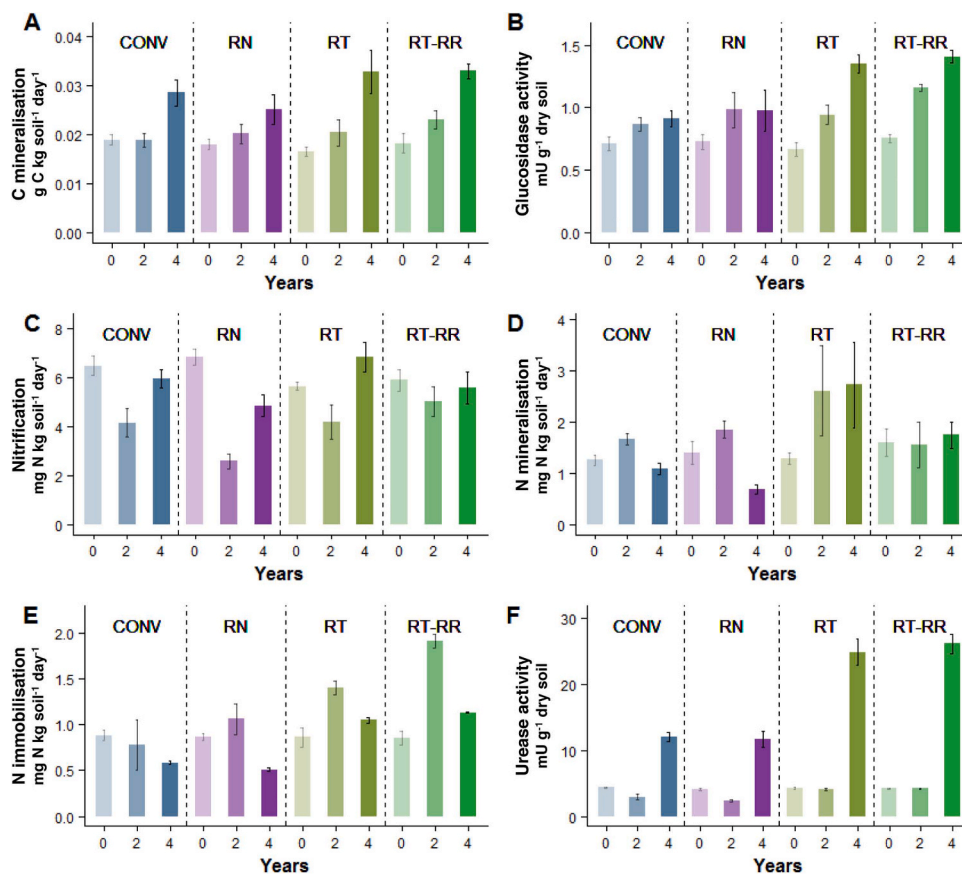 A
CONV RN RT RT-RR
C mineralisation
g C kg soil⁻¹ day⁻¹
0.04
0.03
0.02
0.01
0.00
0 2 4 0 2 4 0 2 4 0 2 4
Years
B
CONV RN RT RT-RR
Glucosidase activity
mU g⁻¹ dry soil
1.5
1.0
0.5
0.0
0 2 4 0 2 4 0 2 4 0 2 4
Years
C
CONV RN RT RT-RR
Nitrification
mg N kg soil⁻¹ day⁻¹
8
6
4
2
0
0 2 4 0 2 4 0 2 4 0 2 4
Years
D
CONV RN RT RT-RR
N mineralisation
mg N kg soil⁻¹ day⁻¹
4
3
2
1
0
0 2 4 0 2 4 0 2 4 0 2 4
Years
E
CONV RN RT RT-RR
N immobilisation
mg N kg soil⁻¹ day⁻¹
2.0
1.5
1.0
0.5
0.0
0 2 4 0 2 4 0 2 4 0 2 4
Years
F
CONV RN RT RT-RR
Urease activity
mU g⁻¹ dry soil
30
20
10
0
0 2 4 0 2 4 0 2 4 0 2 4
Years